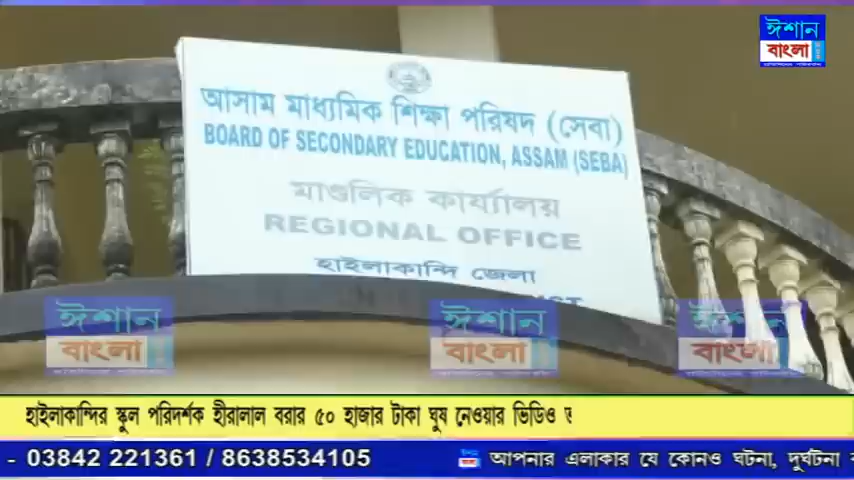 ঈশান
বাংলা
আসাম মাধ্যমিক শিক্ষা পরিষদ (সেবা)
BOARD OF SECONDARY EDUCATION, ASSAM (SEBA)
মাণ্ডলিক কার্য্যালয়
REGIONAL OFFICE
হাইলাকান্দি জেলা
ঈশান
বাংলা
ঈশান
বাংলা
ঈশান
বাংলা
হাইলাকান্দির স্কুল পরিদর্শক হীরালাল বরার ৫০ হাজার টাকা ঘুষ নেওয়ার ভিডিও
- 03842 221361 / 8638534105 আপনার এলাকার যে কোনও ঘটনা, দুর্ঘটনা